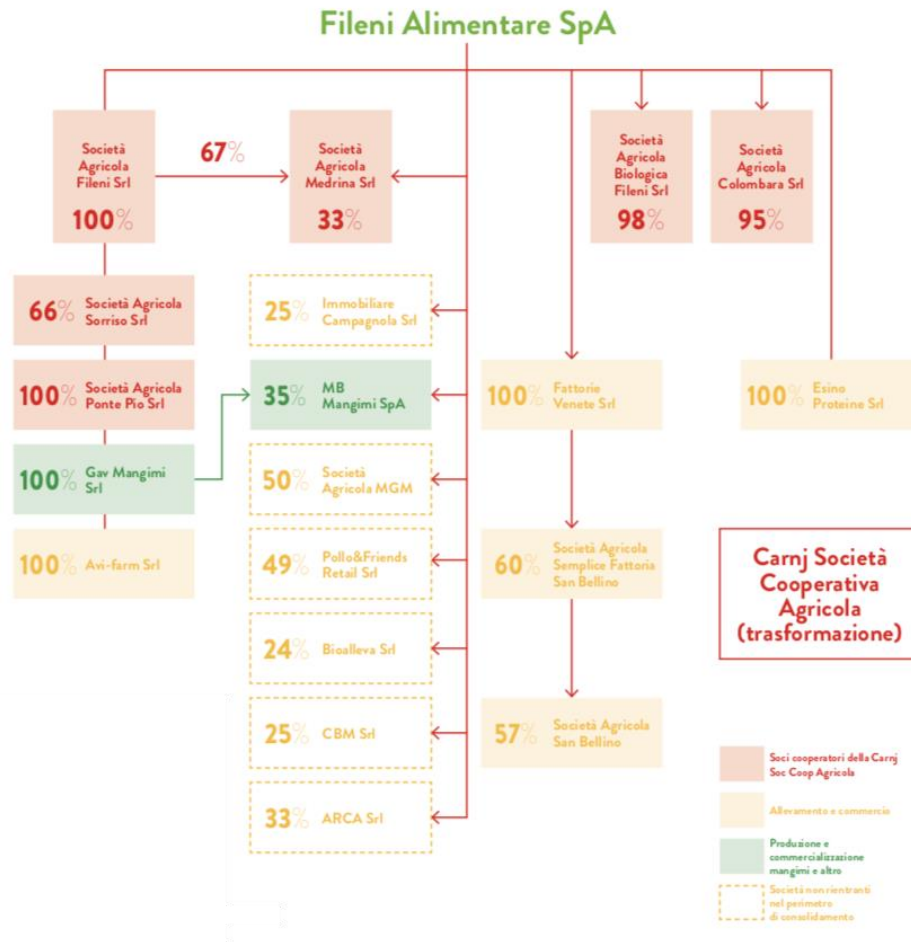 Fileni Alimentare SpA
Società
Agricola
Fileni Srl
100%
67%
Società
Agricola
Medrina Srl
33%
Società
Agricola
Biologica
Fileni Srl
98%
Società
Agricola
Colombara Srl
95%
66% Società Agricola
Sorriso Srl
100% Società Agricola
Ponte Pio Srl
100% Gav Mangimi
Srl
100% Avi-farm Srl
25% Immobiliare
Campagnola Srl
35% MB
Mangimi SpA
50% Società
Agricola MGM
49% Pollo&Friends
Retail Srl
24% Bioalleva Srl
25% CBM Srl
33% ARCA Srl
100% Fattorie
Venete Srl
60% Società Agricola
Semplice Fattoria
San Bellino
57% Società Agricola
San Bellino
100% Esino
Proteine Srl
Carnj Società
Cooperativa
Agricola
(trasformazione)
Soci cooperatori della Carnj
Soc Coop Agricola
Allevamento e commercio
Produzione e
commercializzazione
mangimi e altro
Società non rientranti
nel perimetro
di consolidamento